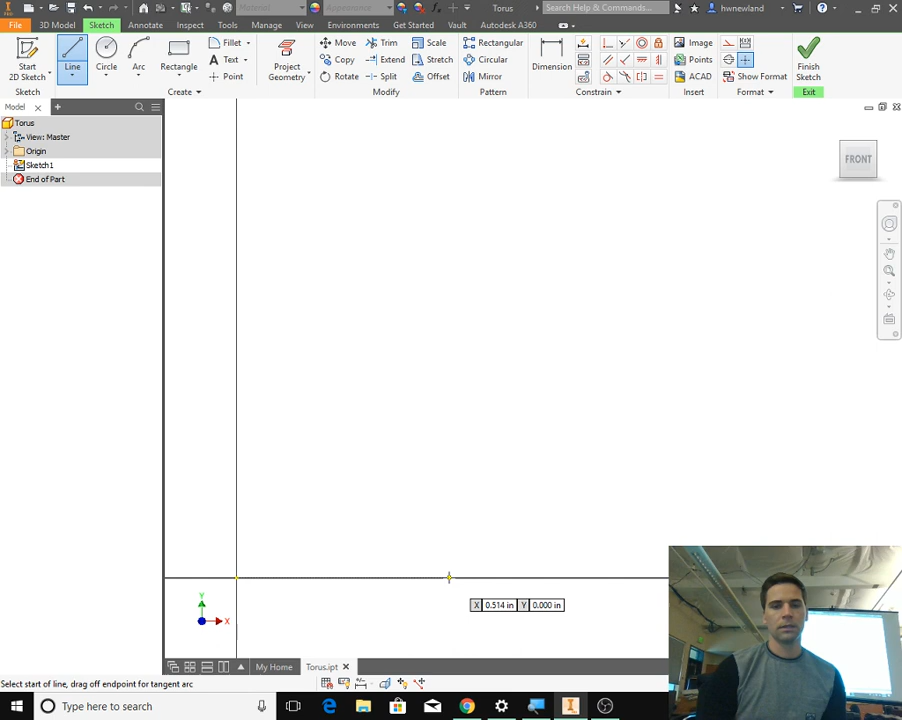 Material Appearance Torus Search Help & Commands... hwnewland
File 3D Model Sketch Annotate Inspect Tools Manage View Environments Get Started Vault Autodesk A360
Start 2D Sketch Line Circle Arc Rectangle Fillet Text Point Project Geometry Move Copy Rotate Trim Extend Split Scale Stretch Offset Rectangular Circular Mirror Dimension Image Points ACAD Show Format Finish Sketch
Sketch Create Modify Pattern Constrain Insert Format Exit
Model
Torus
View: Master
Origin
Sketch1
End of Part
FRONT
X 0.514 in Y 0.000 in
Y
X
My Home Torus.ipt
Select start of line, drag off endpoint for tangent arc
Type here to search